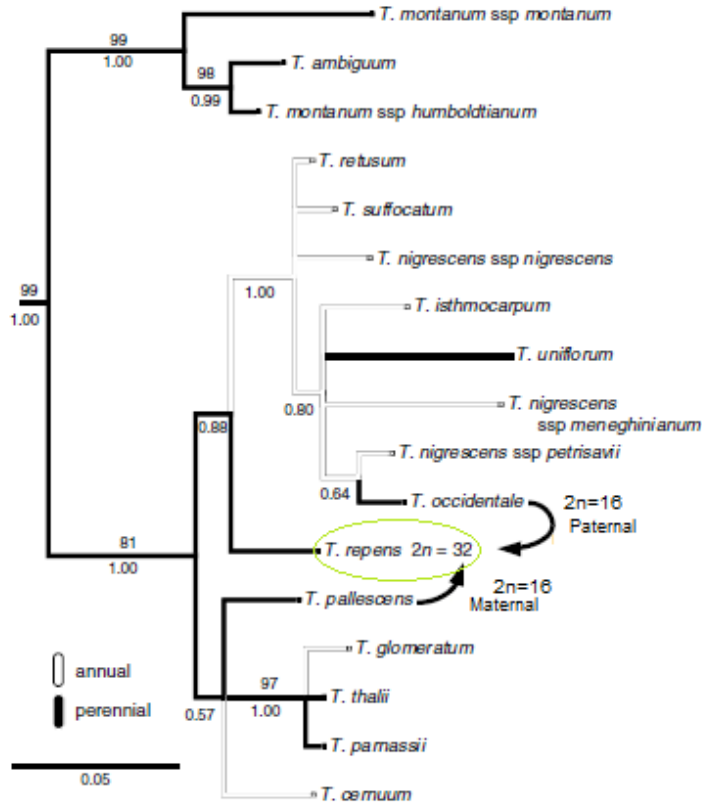 T. montanum ssp montanum
99
1.00
T. ambiguum
98
0.99
T. montanum ssp humboldtianum
T. retusum
T. suffocatum
T. nigrescens ssp nigrescens
99
1.00
1.00
T. isthmocarpum
T. uniflorum
0.80
T. nigrescens
ssp meneghinianum
0.88
T. nigrescens ssp petrisavii
0.64
T. occidentale
2n=16
Paternal
81
1.00
T. repens 2n = 32
T. pallescens
2n=16
Maternal
T. glomeratum
annual
97
1.00
T. thalii
perennial
0.57
T. parnassii
0.05
T. cernuum